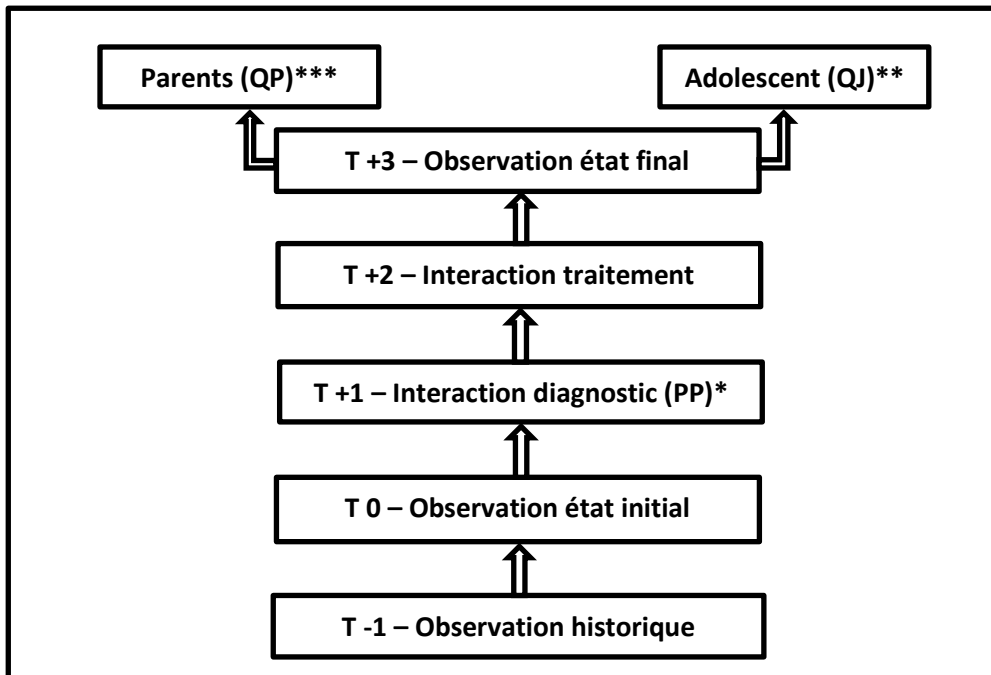 Parents (QP)***
Adolescent (QJ)**
T +3 – Observation état final
T +2 – Interaction traitement
T +1 – Interaction diagnostic (PP)*
T 0 – Observation état initial
T -1 – Observation historique